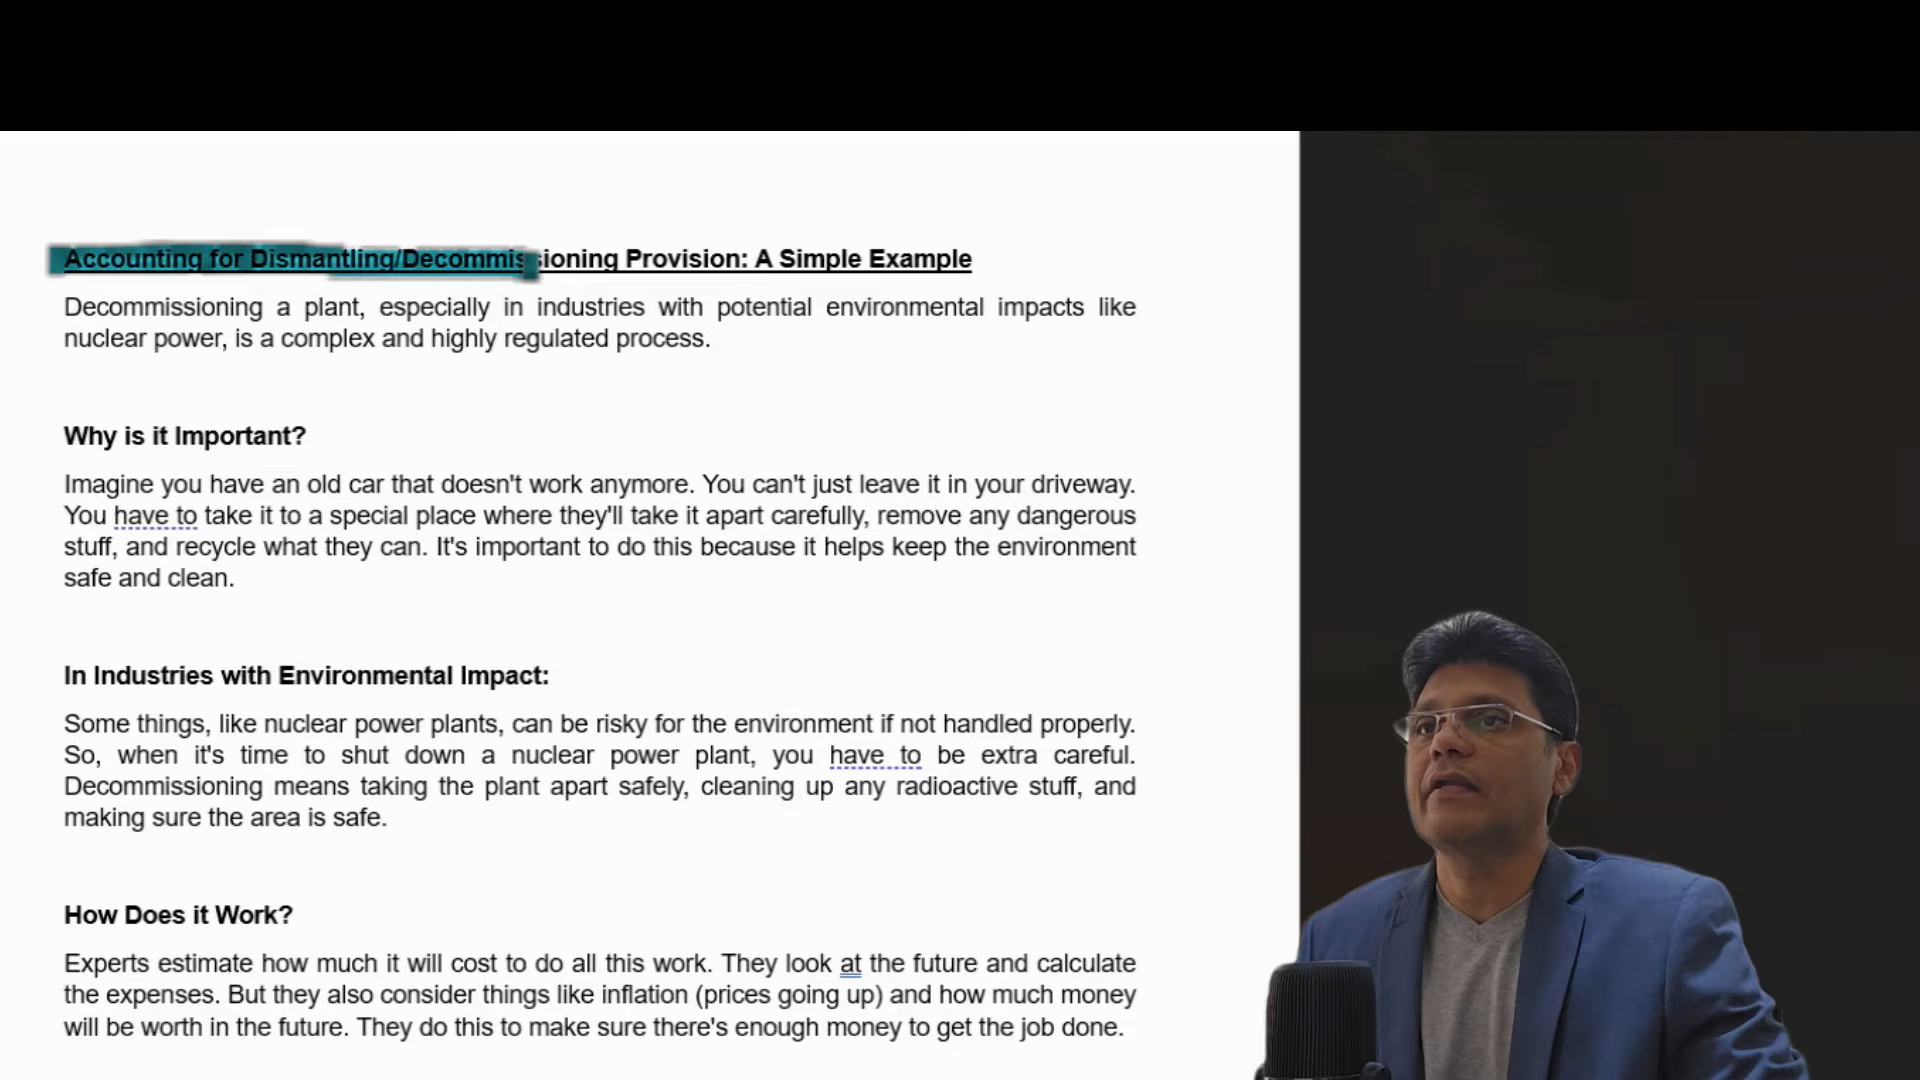 Accounting for Dismantling/Decommissioning Provision: A Simple Example
Decommissioning a plant, especially in industries with potential environmental impacts like
nuclear power, is a complex and highly regulated process.
Why is it Important?
Imagine you have an old car that doesn't work anymore. You can't just leave it in your driveway.
You have to take it to a special place where they'll take it apart carefully, remove any dangerous
stuff, and recycle what they can. It's important to do this because it helps keep the environment
safe and clean.
In Industries with Environmental Impact:
Some things, like nuclear power plants, can be risky for the environment if not handled properly.
So, when it's time to shut down a nuclear power plant, you have to be extra careful.
Decommissioning means taking the plant apart safely, cleaning up any radioactive stuff, and
making sure the area is safe.
How Does it Work?
Experts estimate how much it will cost to do all this work. They look at the future and calculate
the expenses. But they also consider things like inflation (prices going up) and how much money
will be worth in the future. They do this to make sure there's enough money to get the job done.